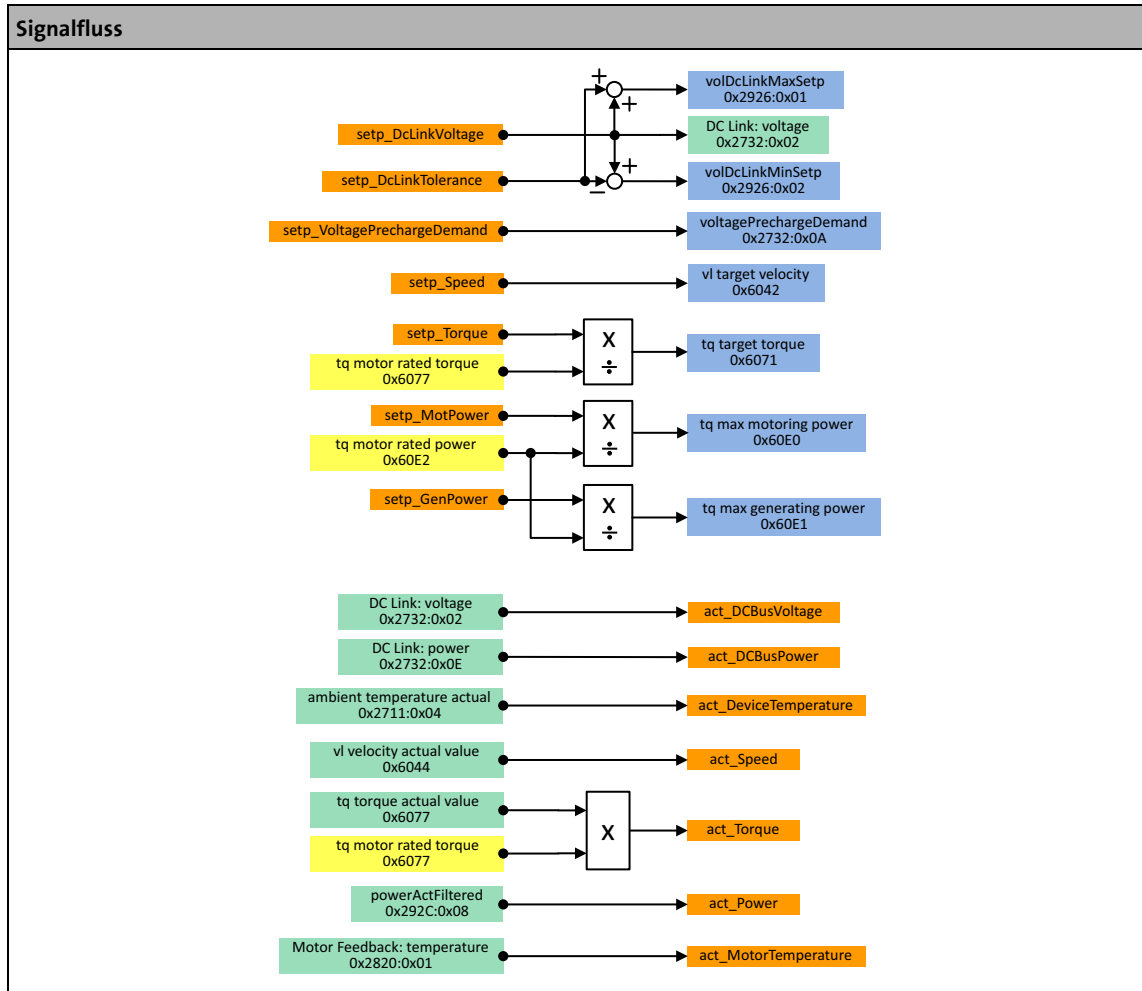 Signalfluss
+
volDcLinkMaxSetp
0x2926:0x01
+
setp_DcLinkVoltage
DC Link: voltage
0x2732:0x02
+
setp_DcLinkTolerance
−
volDcLinkMinSetp
0x2926:0x02
setp_VoltagePrechargeDemand
voltagePrechargeDemand
0x2732:0x0A
setp_Speed
vl target velocity
0x6042
setp_Torque
tq motor rated torque
0x6077
X
÷
tq target torque
0x6071
setp_MotPower
tq motor rated power
0x60E2
X
÷
tq max motoring power
0x60E0
setp_GenPower
X
÷
tq max generating power
0x60E1
DC Link: voltage
0x2732:0x02
act_DCBusVoltage
DC Link: power
0x2732:0x0E
act_DCBusPower
ambient temperature actual
0x2711:0x04
act_DeviceTemperature
vl velocity actual value
0x6044
act_Speed
tq torque actual value
0x6077
tq motor rated torque
0x6077
X
act_Torque
powerActFiltered
0x292C:0x08
act_Power
Motor Feedback: temperature
0x2820:0x01
act_MotorTemperature